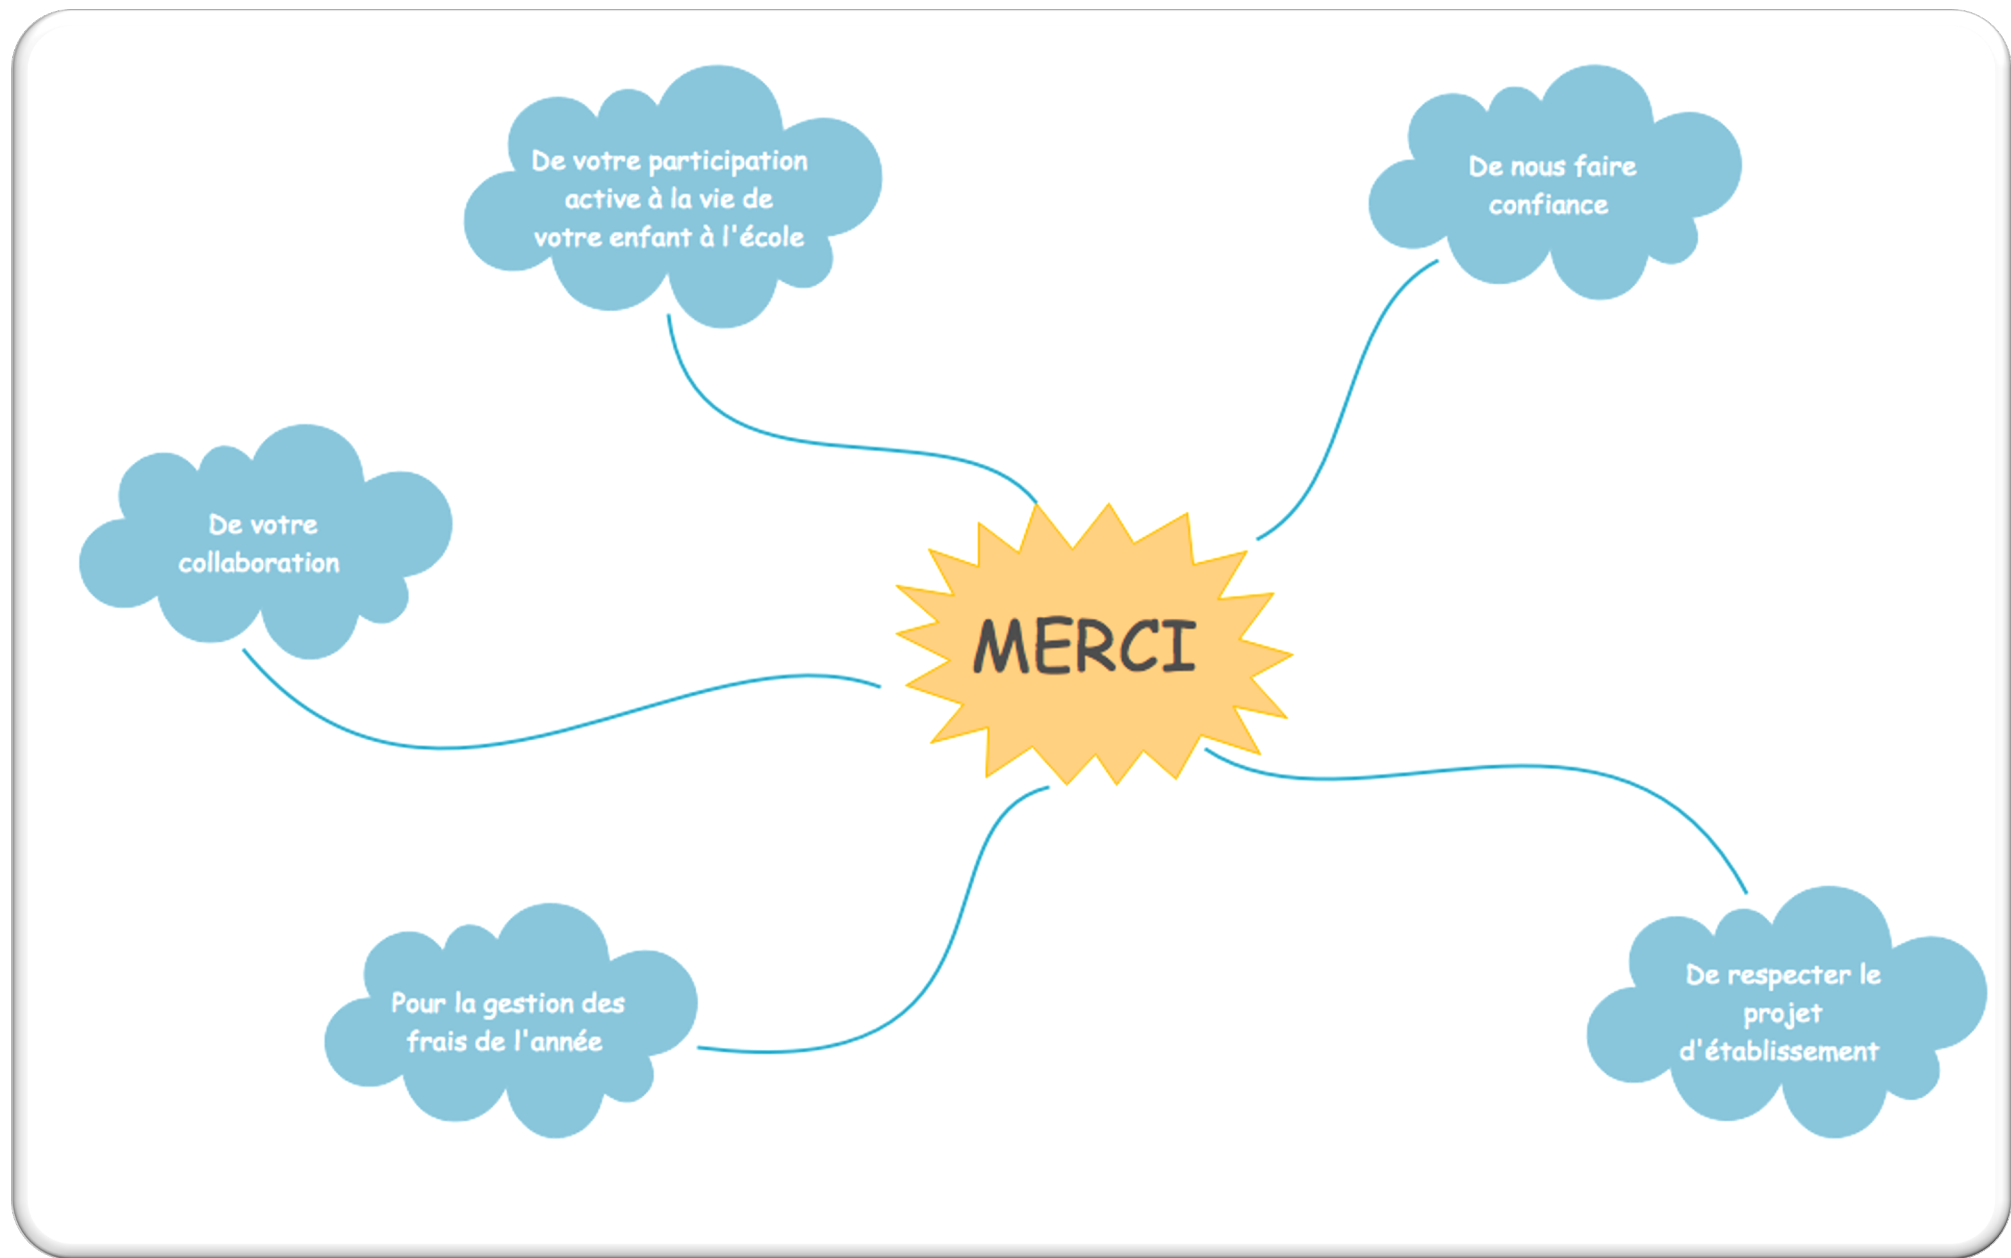 De votre participation
active à la vie de
votre enfant à l'école
De nous faire
confiance
De votre
collaboration
MERCI
Pour la gestion des
frais de l'année
De respecter le
projet
d'établissement